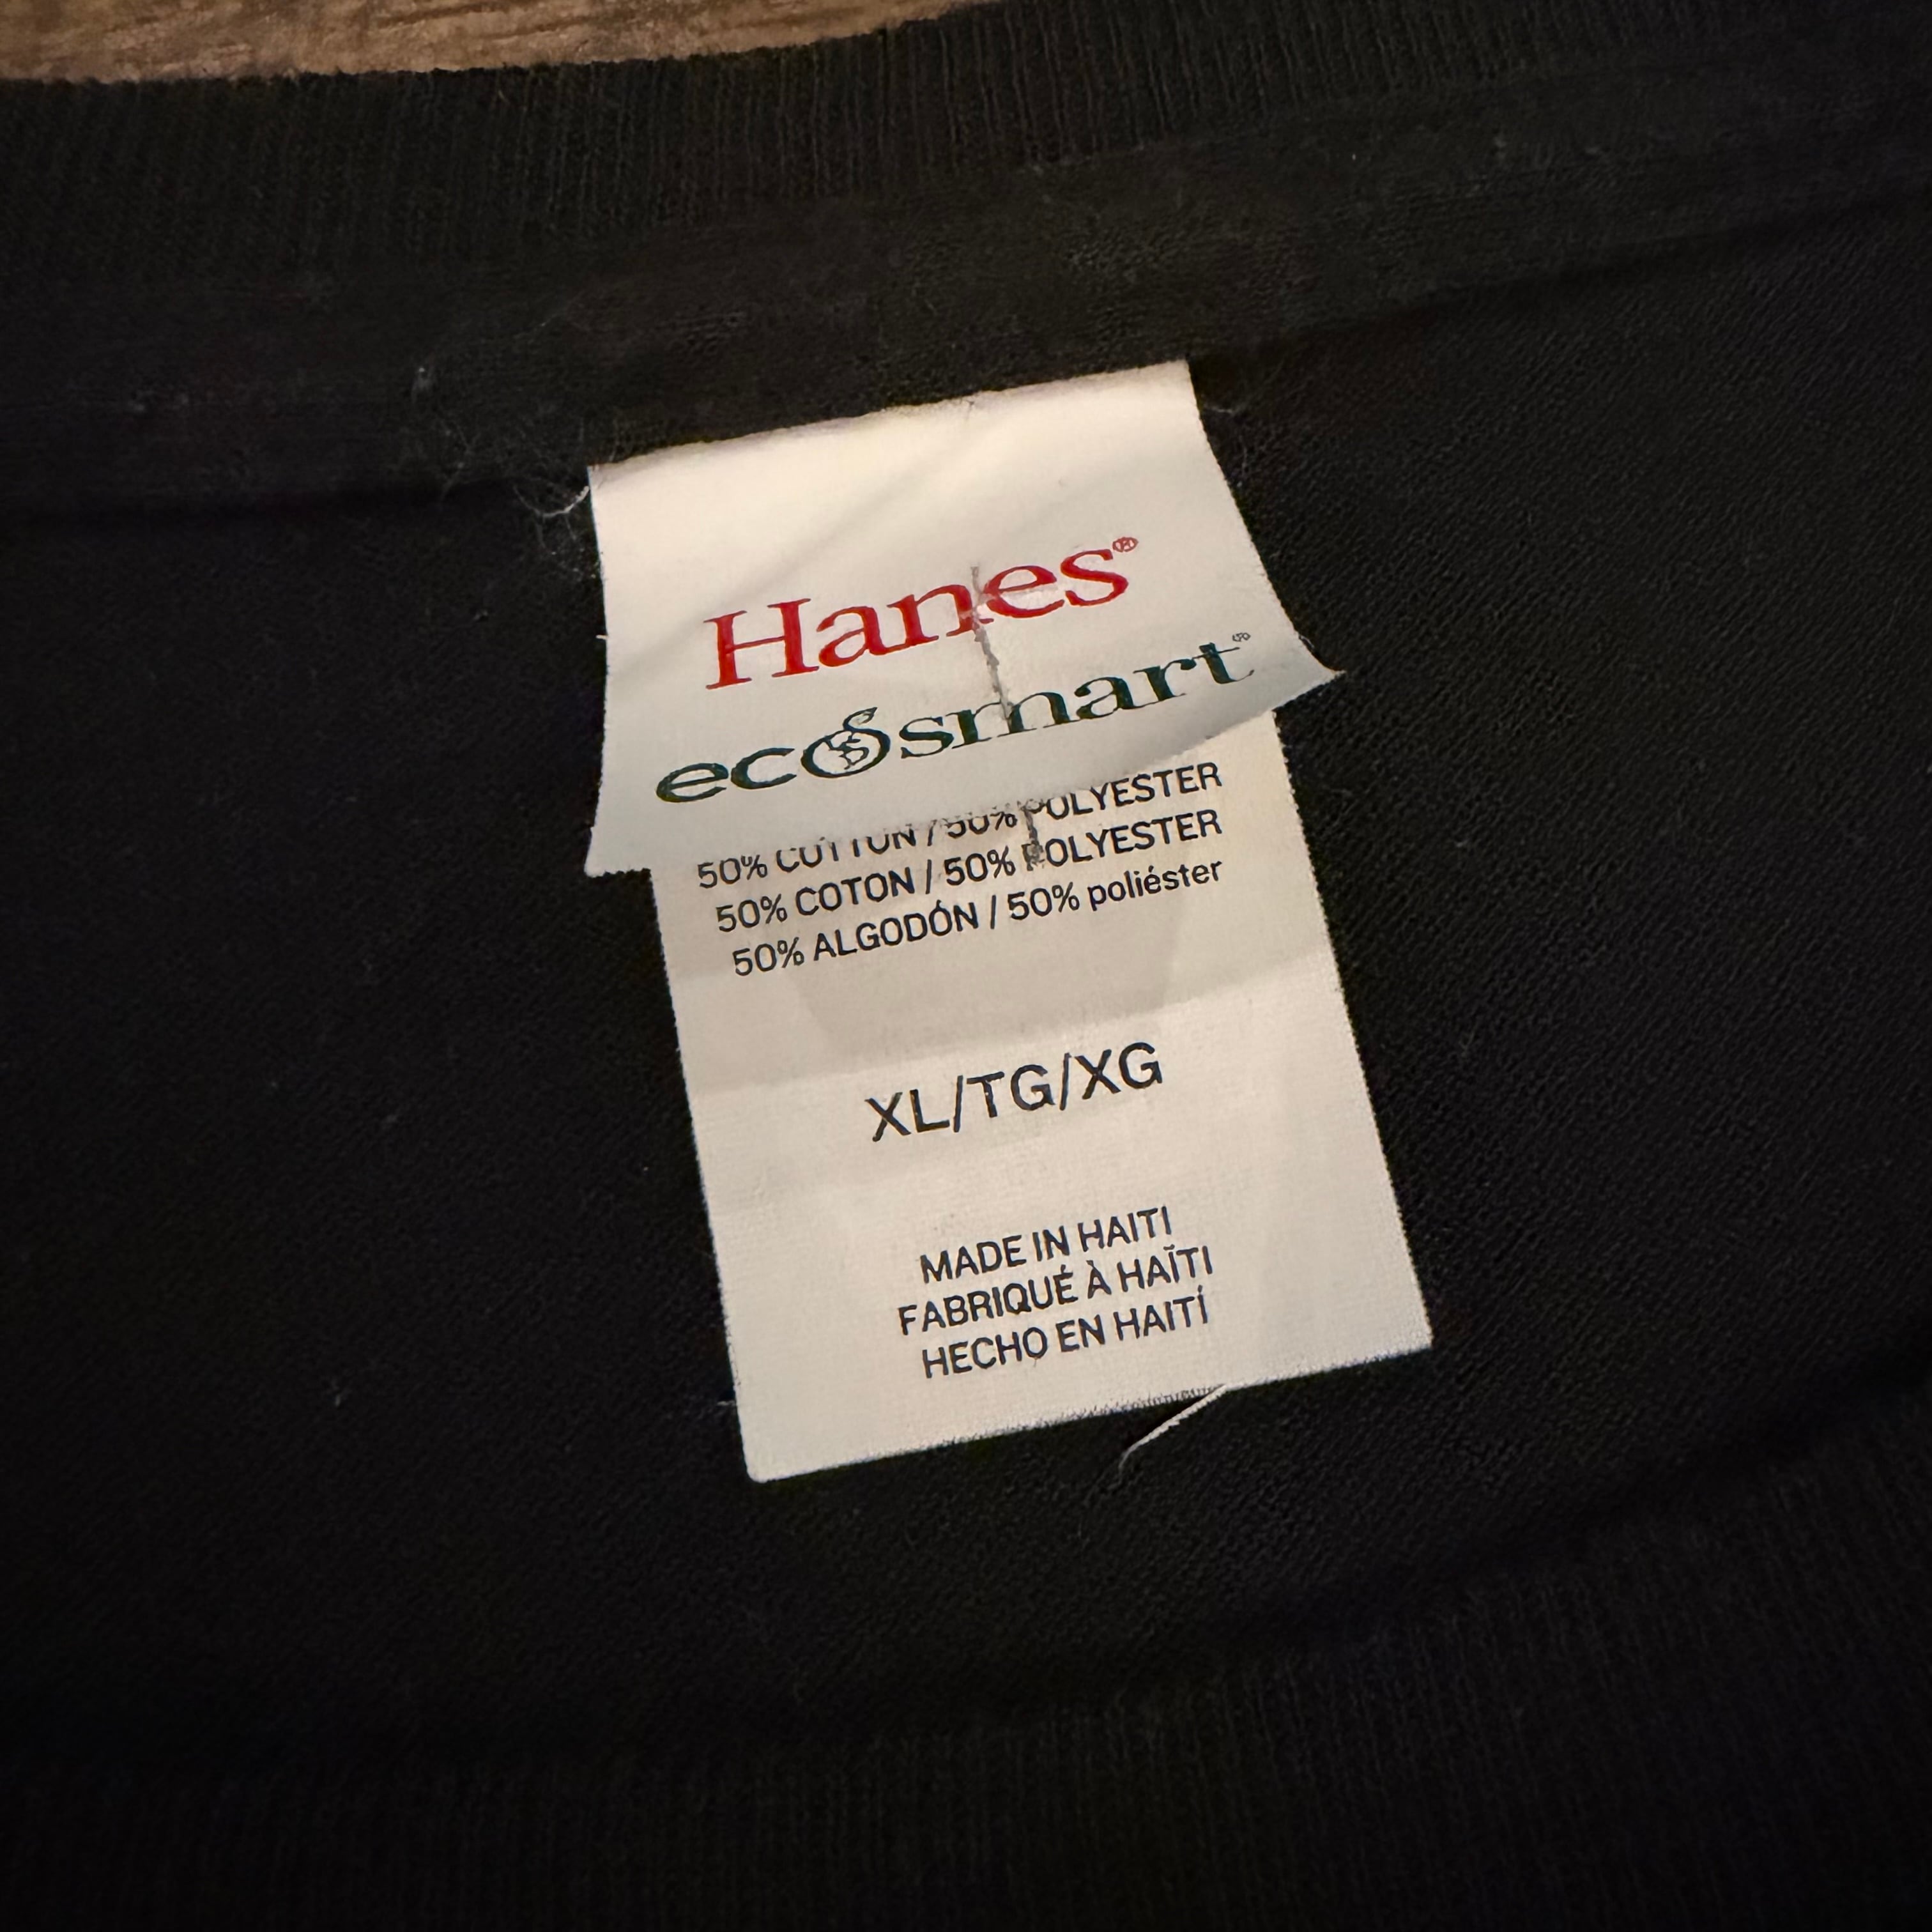 Hanes®
ecosmart®
50% COTTON / 50% POLYESTER
50% COTON / 50% POLYESTER
50% ALGODÓN / 50% poliéster
XL/TG/XG
MADE IN HAITI
FABRIQUÉ À HAÏTI
HECHO EN HAITÍ